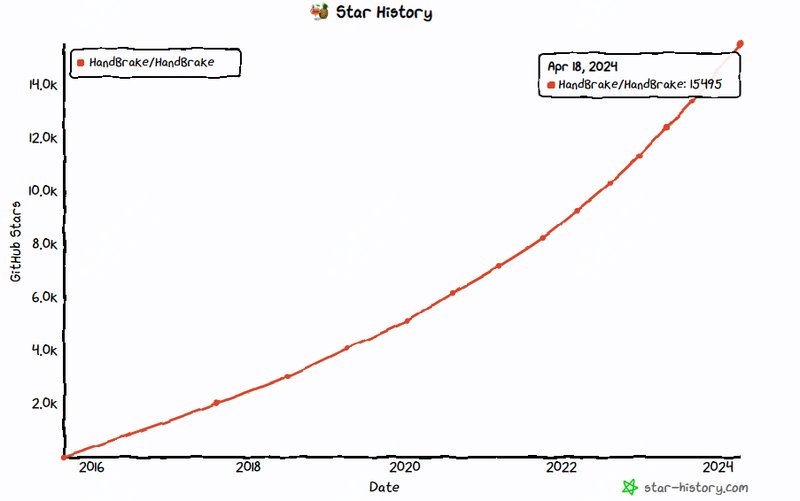 Star History
HandBrake/HandBrake
Apr 18, 2024
HandBrake/HandBrake: 15495
14.0k
12.0k
10.0k
8.0k
6.0k
4.0k
2.0k
GitHub Stars
2016
2018
2020
2022
2024
Date
star-history.com